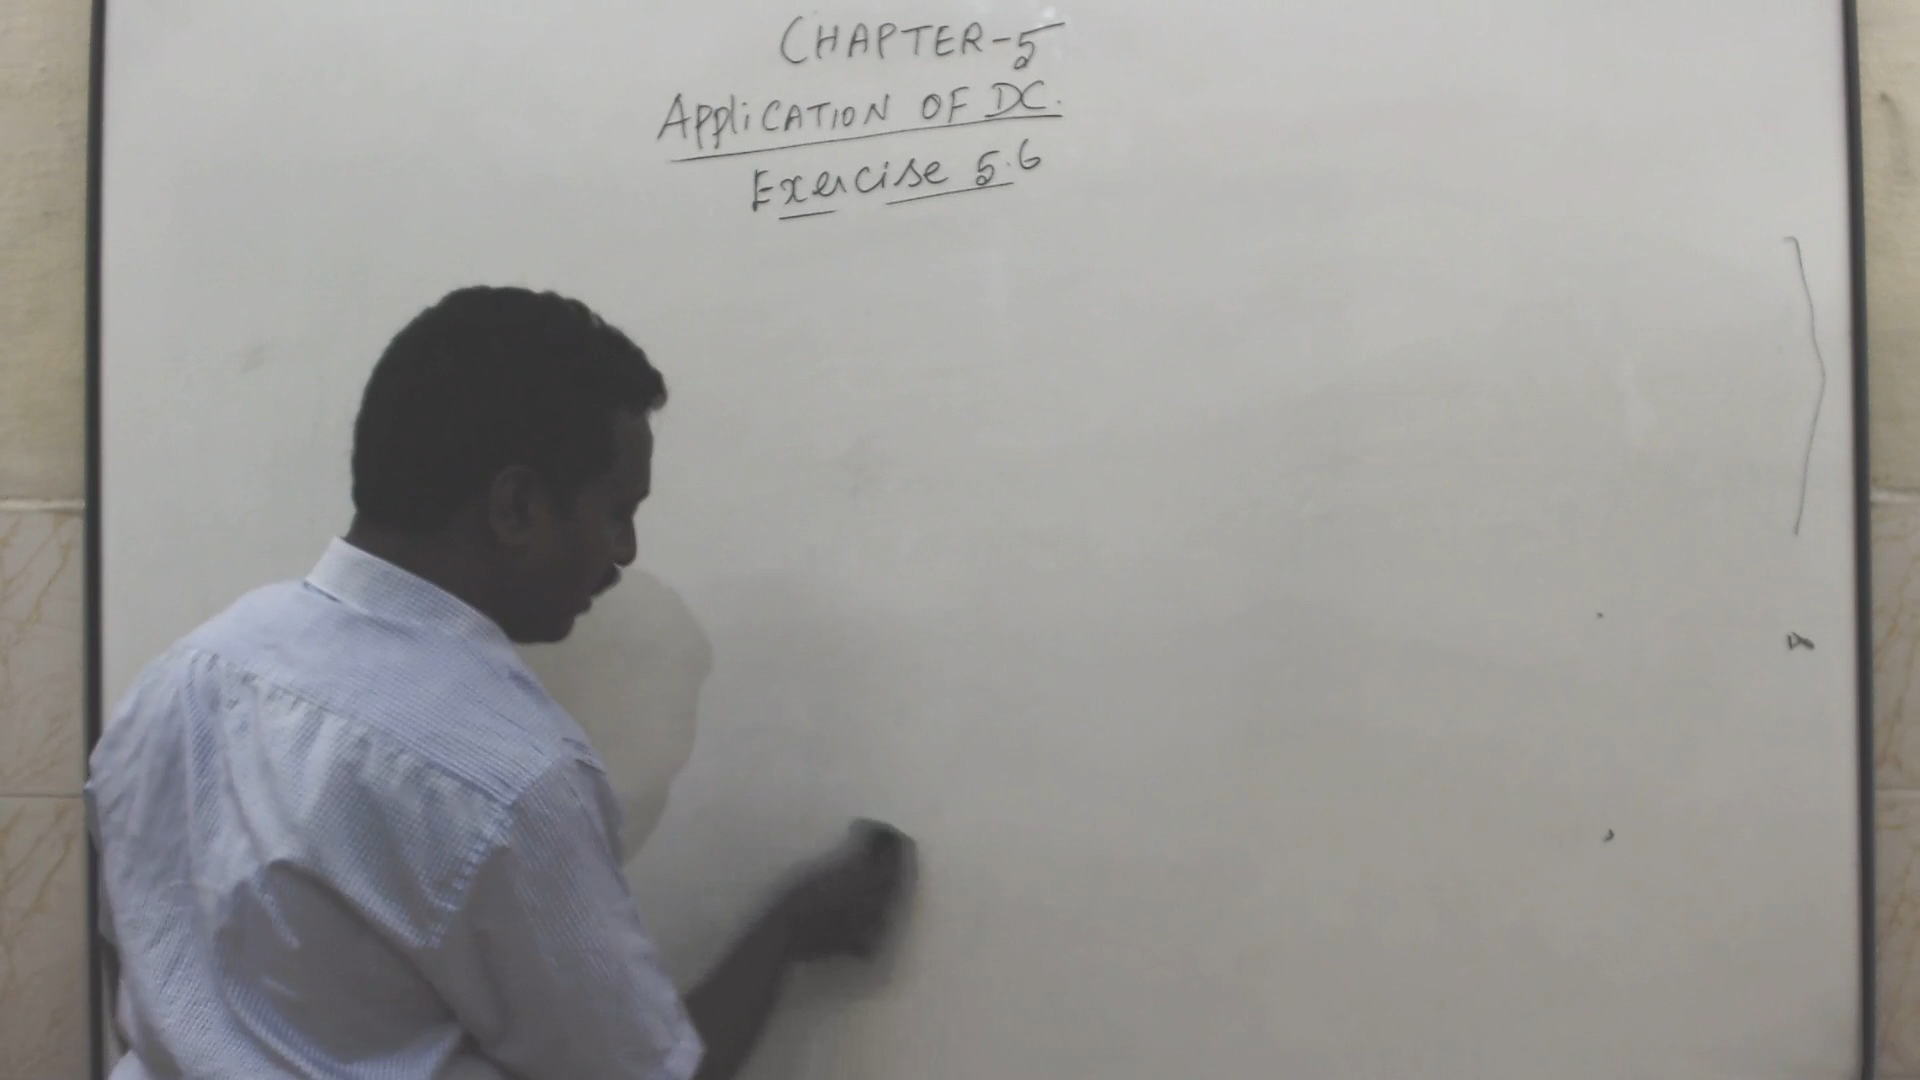 CHAPTER-5
APPliCATION OF DC.
Exercise 5.6